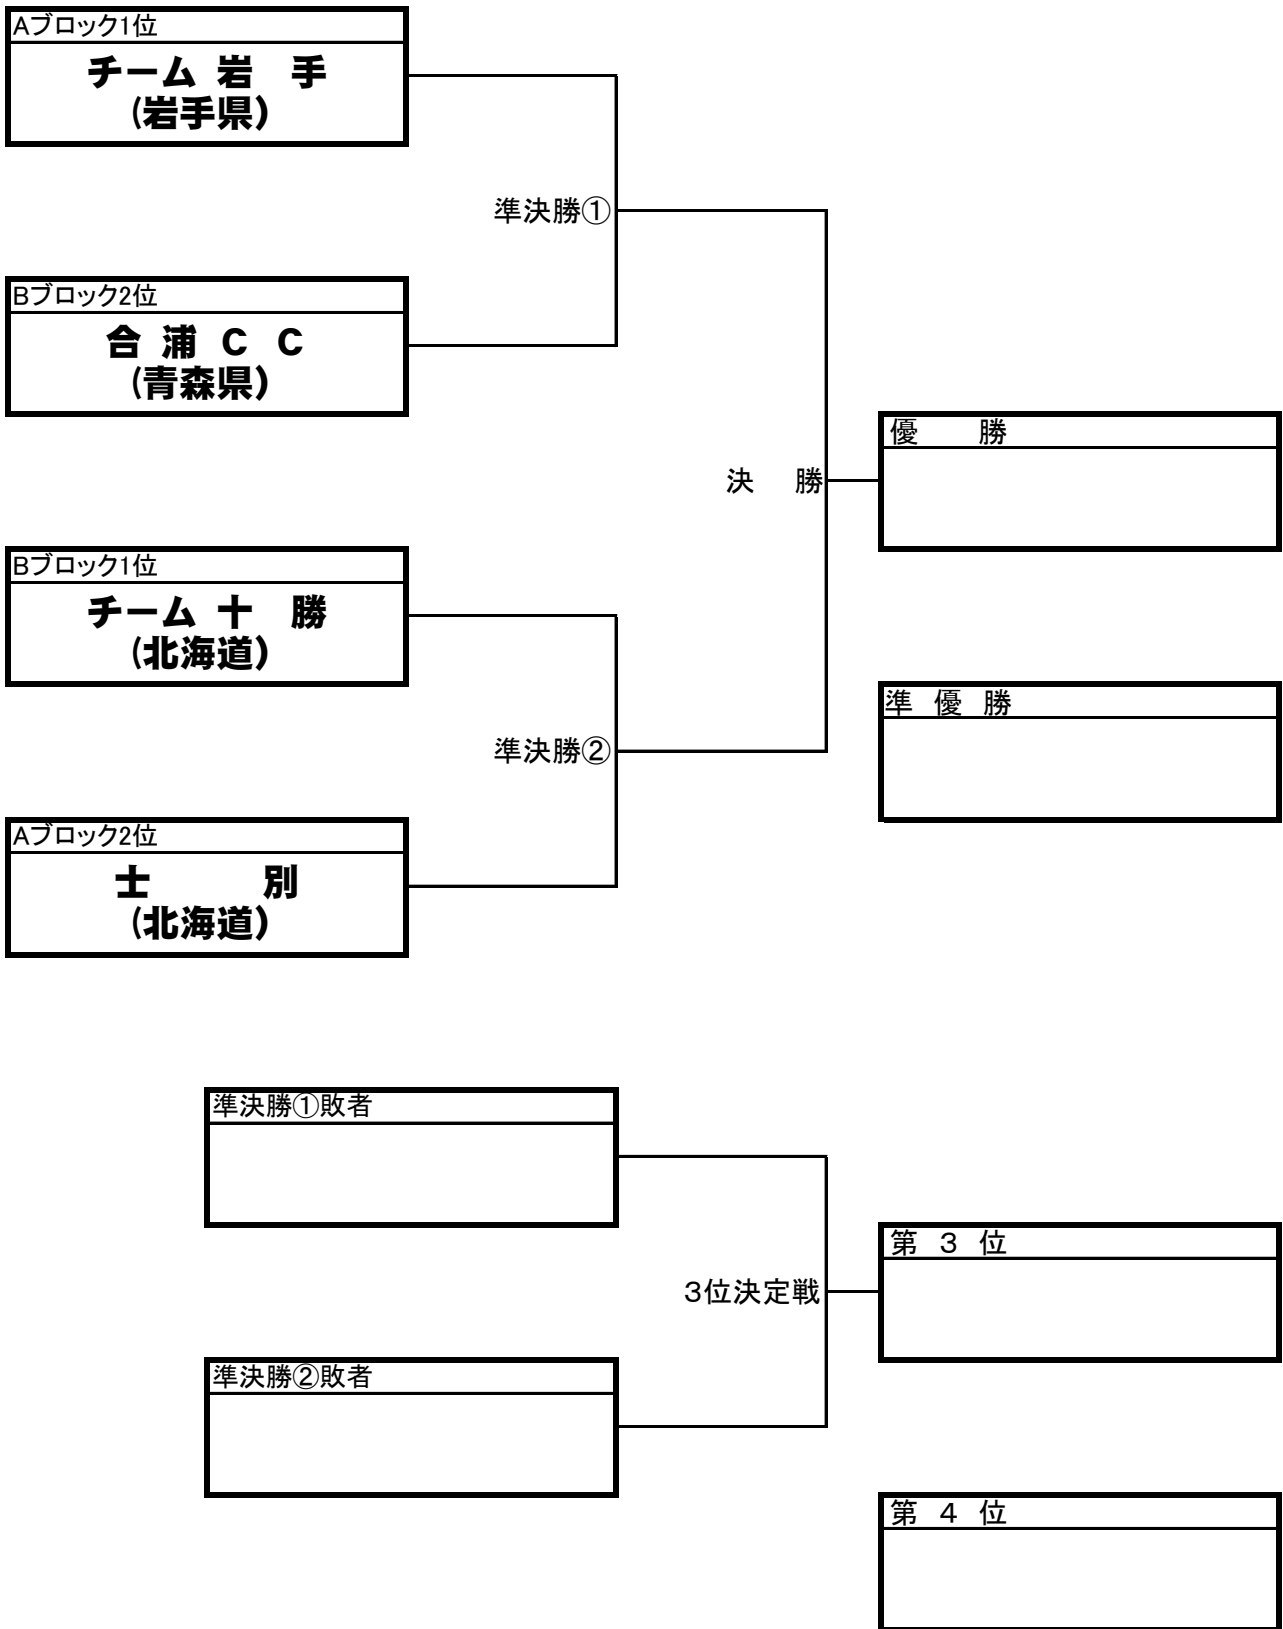 Aブロック1位
チーム 岩　手
(岩手県)
準決勝①
Bブロック2位
合 浦 C C
(青森県)
優　　勝
決　勝
Bブロック1位
チーム 十　勝
(北海道)
準 優 勝
準決勝②
Aブロック2位
士　　別
(北海道)
準決勝①敗者
第 3 位
3位決定戦
準決勝②敗者
第 4 位